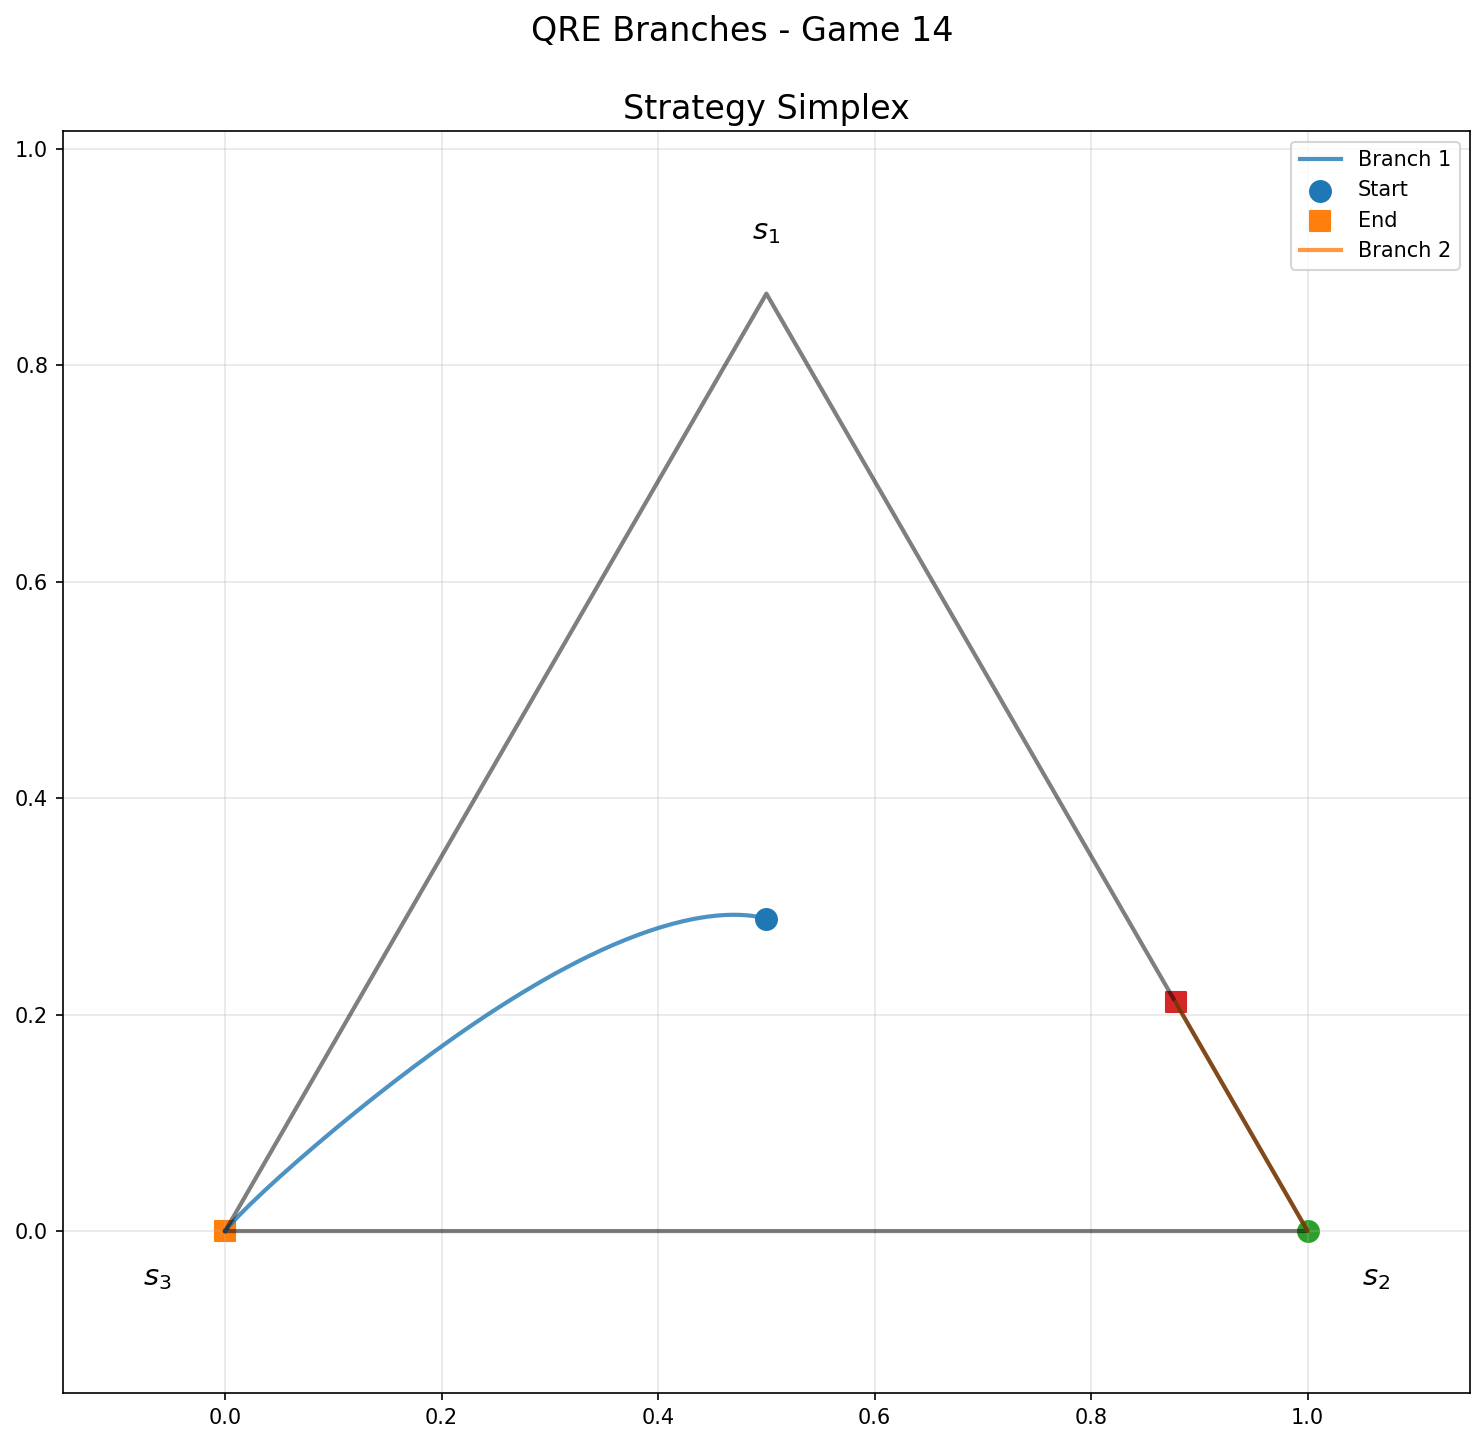 QRE Branches - Game 14
Strategy Simplex
1.0
0.8
0.6
0.4
0.2
0.0
Branch 1
Start
End
Branch 2
s₁
s₃
s₂
0.0 0.2 0.4 0.6 0.8 1.0